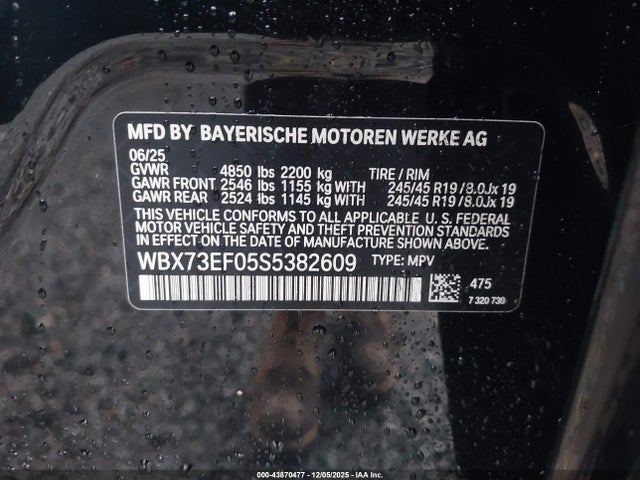 MFD BY BAYERISCHE MOTOREN WERKE AG
06/25
GVWR 4850 lbs 2200 kg TIRE / RIM
GAWR FRONT 2546 lbs 1155 kg WITH 245/45 R19 / 8.0Jx 19
GAWR REAR 2524 lbs 1145 kg WITH 245/45 R19 / 8.0Jx 19
THIS VEHICLE CONFORMS TO ALL APPLICABLE U. S. FEDERAL
MOTOR VEHICLE SAFETY, BUMPER AND THEFT PREVENTION
STANDARDS IN EFFECT ON THE DATE OF MANUFACTURE SHOWN ABOVE.
WBX73EF05S5382609 TYPE: MPV
475
7 320 730
000-43870477 - 12/05/2025 - IAA Inc.